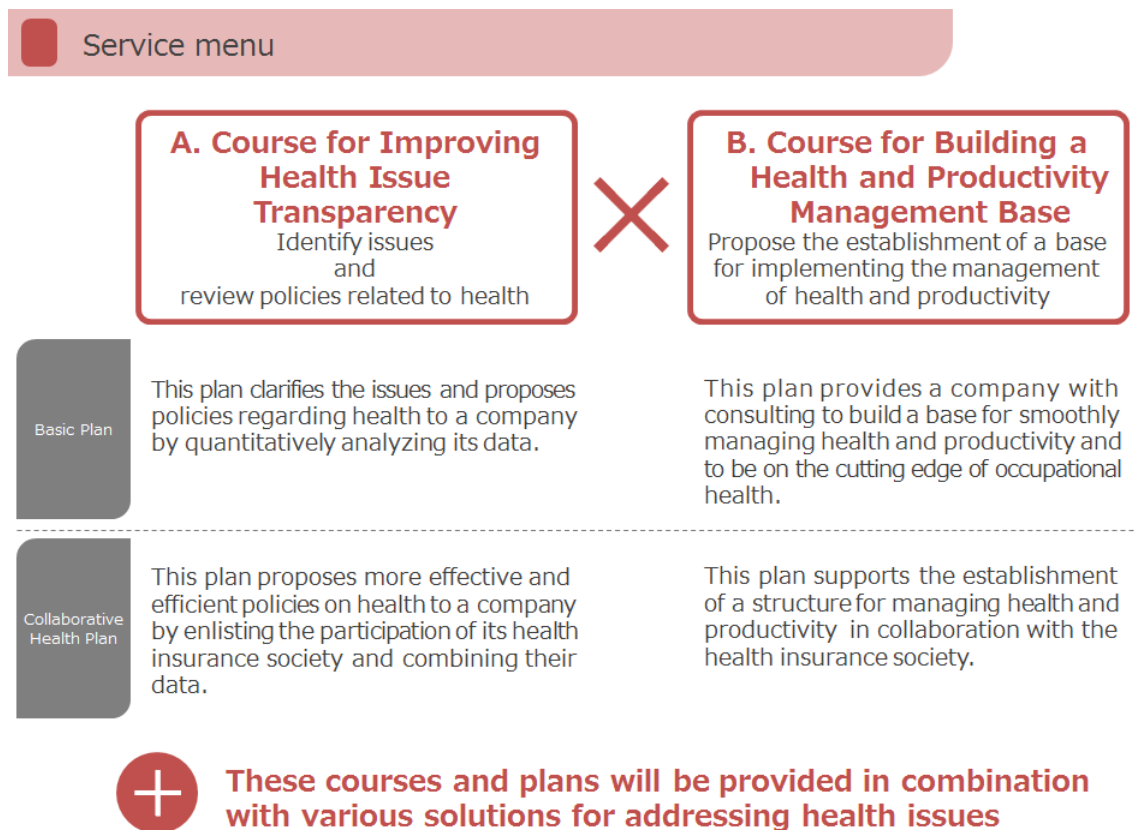 Service menu
A. Course for Improving
Health Issue
Transparency
Identify issues
and
review policies related to health
B. Course for Building a
Health and Productivity
Management Base
Propose the establishment of a base
for implementing the management
of health and productivity
Basic Plan
This plan clarifies the issues and proposes
policies regarding health to a company
by quantitatively analyzing its data.
This plan provides a company with
consulting to build a base for smoothly
managing health and productivity and
to be on the cutting edge of occupational
health.
Collaborative
Health Plan
This plan proposes more effective and
efficient policies on health to a company
by enlisting the participation of its health
insurance society and combining their
data.
This plan supports the establishment
of a structure for managing health and
productivity in collaboration with the
health insurance society.
These courses and plans will be provided in combination
with various solutions for addressing health issues